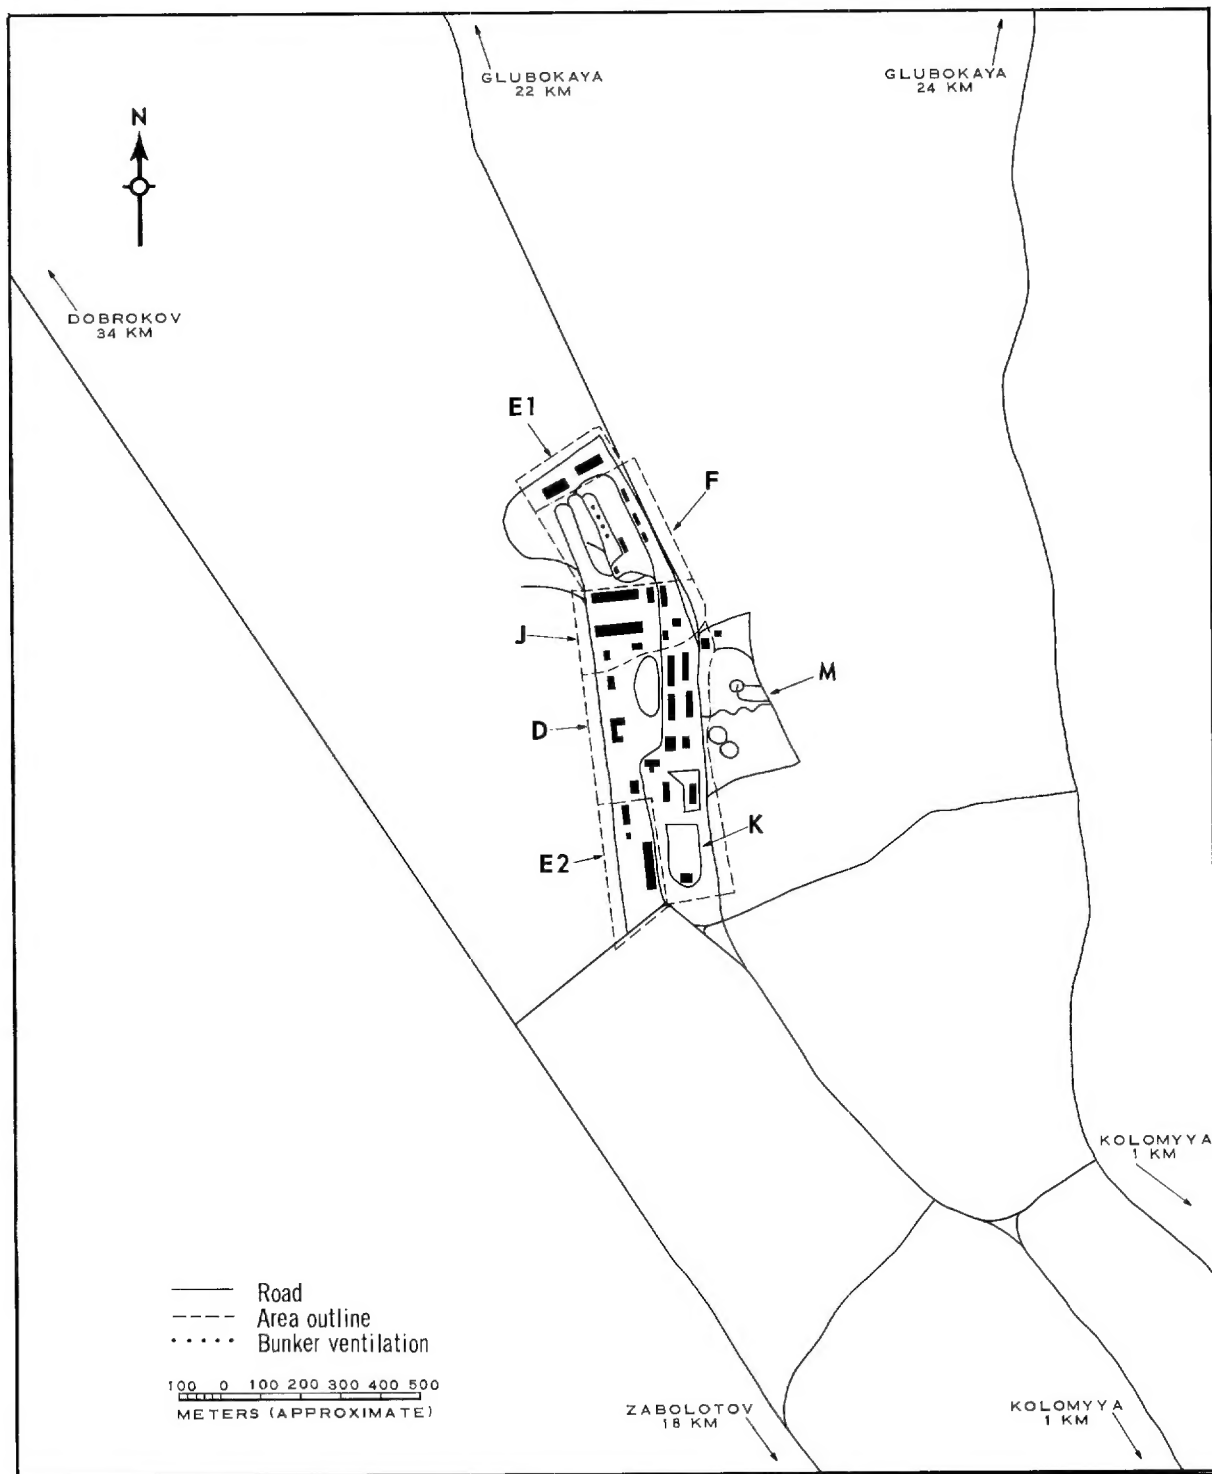 GLUBOKAYA
22 KM
GLUBOKAYA
24 KM
N
DOBROKOV
34 KM
E1
F
J
M
D
K
E2
KOLOMYYA
1 KM
Road
Area outline
Bunker ventilation
100 0 100 200 300 400 500
METERS (APPROXIMATE)
ZABOLOTOV
18 KM
KOLOMYYA
1 KM